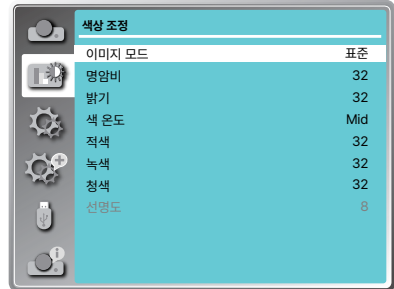 색상 조정
이미지 모드 표준
명암비 32
밝기 32
색 온도 Mid
적색 32
녹색 32
청색 32
선명도 8